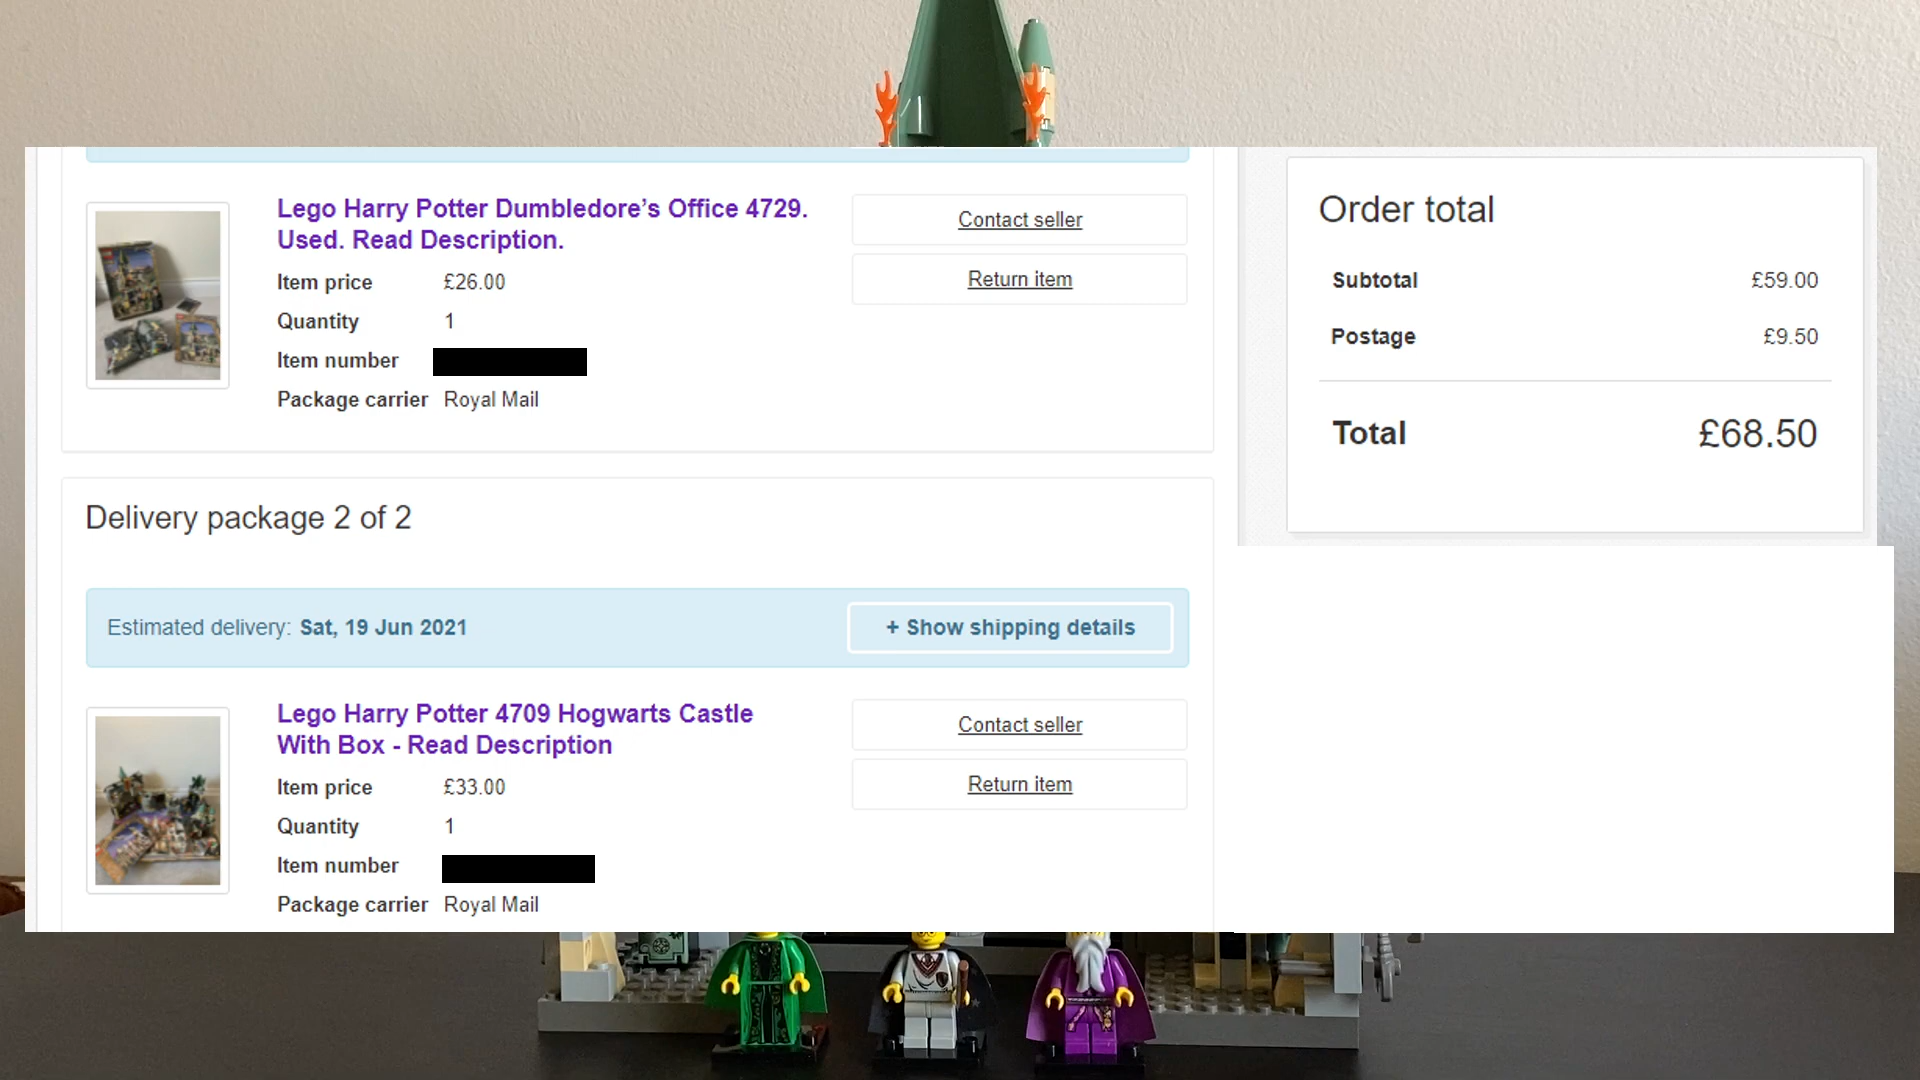 Lego Harry Potter Dumbledore’s Office 4729.
Used. Read Description.
Item price £26.00
Quantity 1
Item number
Package carrier Royal Mail
Contact seller
Return item
Delivery package 2 of 2
Estimated delivery: Sat, 19 Jun 2021
+ Show shipping details
Lego Harry Potter 4709 Hogwarts Castle
With Box - Read Description
Item price £33.00
Quantity 1
Item number
Package carrier Royal Mail
Contact seller
Return item
Order total
Subtotal £59.00
Postage £9.50
Total £68.50